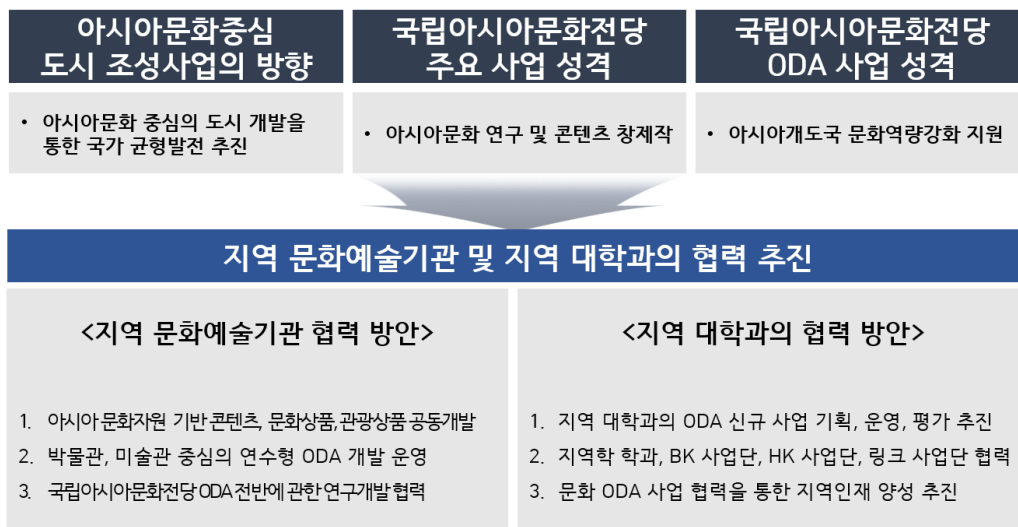 아시아문화중심
도시 조성사업의 방향
국립아시아문화전당
주요 사업 성격
국립아시아문화전당
ODA 사업 성격
• 아시아문화 중심의 도시 개발을
통한 국가 균형발전 추진
• 아시아문화 연구 및 콘텐츠 창제작
• 아시아개도국 문화역량강화 지원
지역 문화예술기관 및 지역 대학과의 협력 추진
<지역 문화예술기관 협력 방안>
1. 아시아 문화자원 기반 콘텐츠, 문화상품, 관광상품 공동개발
2. 박물관, 미술관 중심의 연수형 ODA 개발 운영
3. 국립아시아문화전당 ODA 전반에 관한 연구개발 협력
<지역 대학과의 협력 방안>
1. 지역 대학과의 ODA 신규 사업 기획, 운영, 평가 추진
2. 지역학 학과, BK 사업단, HK 사업단, 링크 사업단 협력
3. 문화 ODA 사업 협력을 통한 지역인재 양성 추진